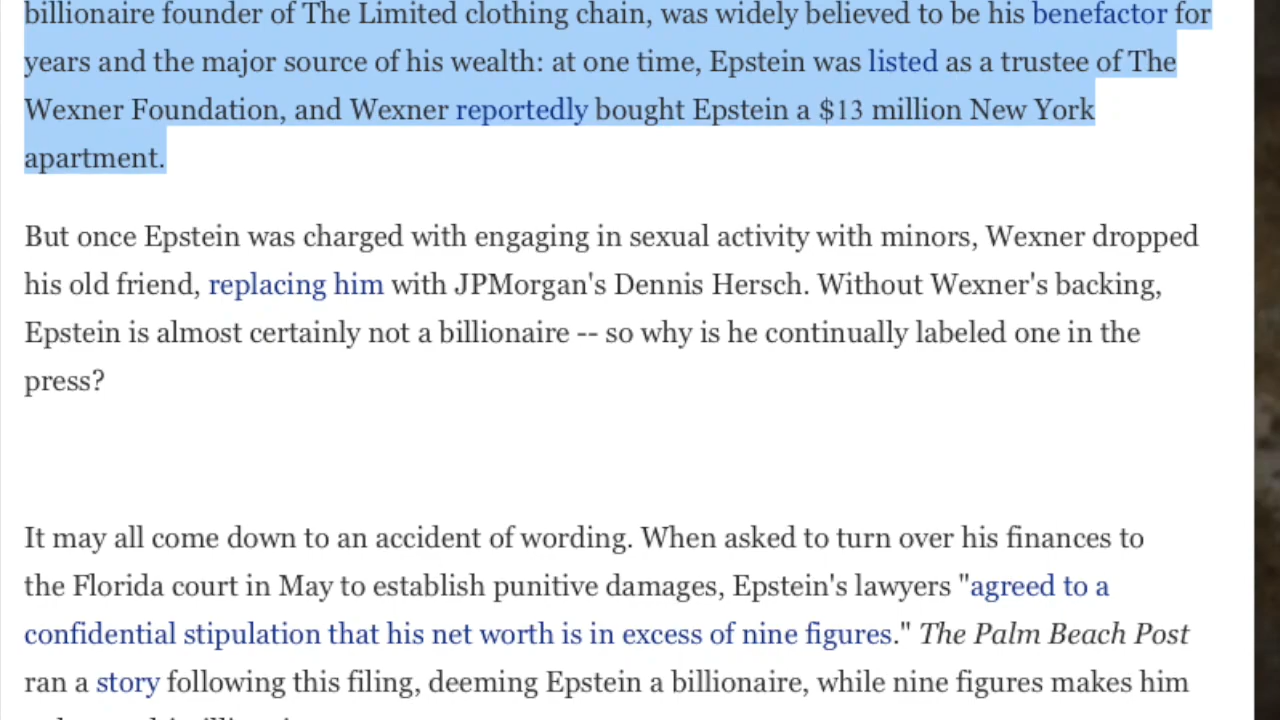 billionaire founder of The Limited clothing chain, was widely believed to be his benefactor for
years and the major source of his wealth: at one time, Epstein was listed as a trustee of The
Wexner Foundation, and Wexner reportedly bought Epstein a $13 million New York
apartment.
But once Epstein was charged with engaging in sexual activity with minors, Wexner dropped
his old friend, replacing him with JPMorgan's Dennis Hersch. Without Wexner's backing,
Epstein is almost certainly not a billionaire -- so why is he continually labeled one in the
press?
It may all come down to an accident of wording. When asked to turn over his finances to
the Florida court in May to establish punitive damages, Epstein's lawyers "agreed to a
confidential stipulation that his net worth is in excess of nine figures." The Palm Beach Post
ran a story following this filing, deeming Epstein a billionaire, while nine figures makes him